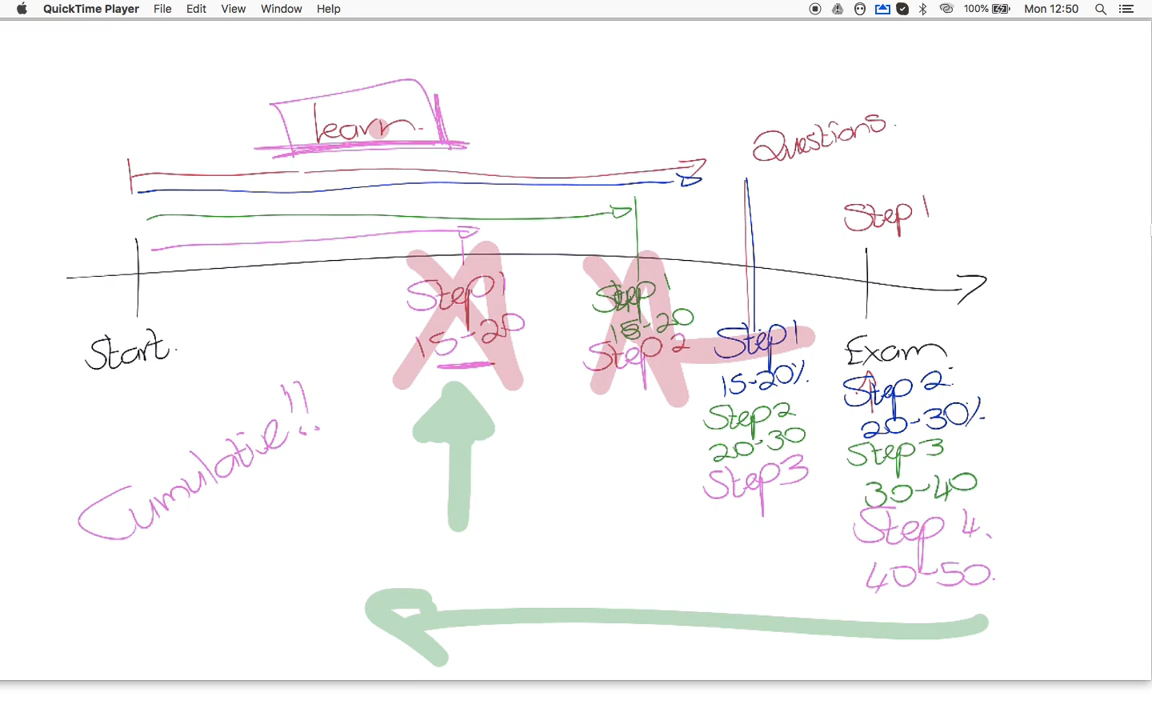 QuickTime Player File Edit View Window Help 100% Mon 12:50
learn.
Questions.
Step 1
Start.
Step 1
15-20
Step 1
15-20
Step 2
Step 1
15-20%.
Step 2
20-30
Step 3
Exam
Step 2.
20-30%.
Step 3
30-40
Step 4.
40-50.
Cumulative!!